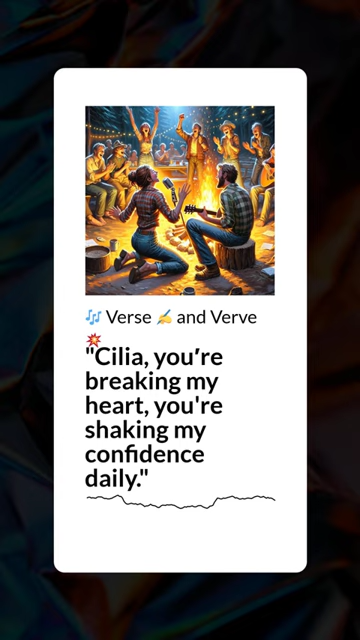 🎶 Verse ✍️ and Verve
💥
"Cilia, you’re
breaking my
heart, you're
shaking my
confidence
daily."